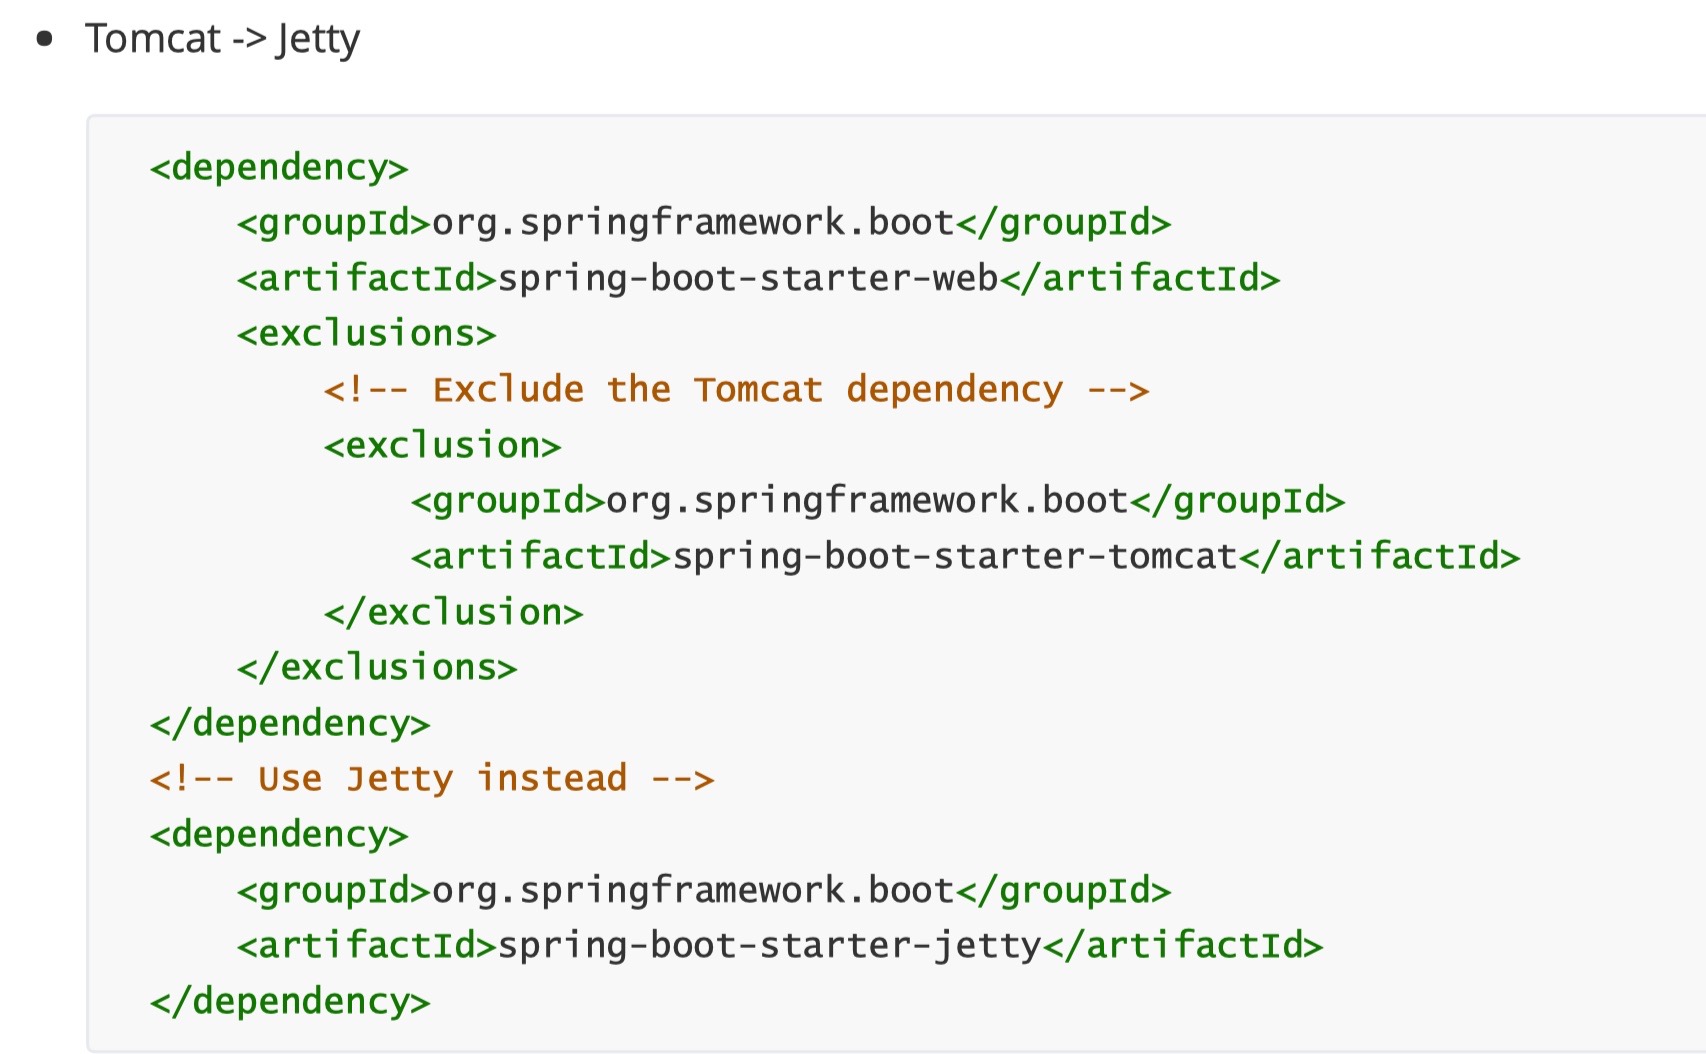 • Tomcat -> Jetty
<dependency>
    <groupId>org.springframework.boot</groupId>
    <artifactId>spring-boot-starter-web</artifactId>
    <exclusions>
        <!-- Exclude the Tomcat dependency -->
        <exclusion>
            <groupId>org.springframework.boot</groupId>
            <artifactId>spring-boot-starter-tomcat</artifactId>
        </exclusion>
    </exclusions>
</dependency>
<!-- Use Jetty instead -->
<dependency>
    <groupId>org.springframework.boot</groupId>
    <artifactId>spring-boot-starter-jetty</artifactId>
</dependency>